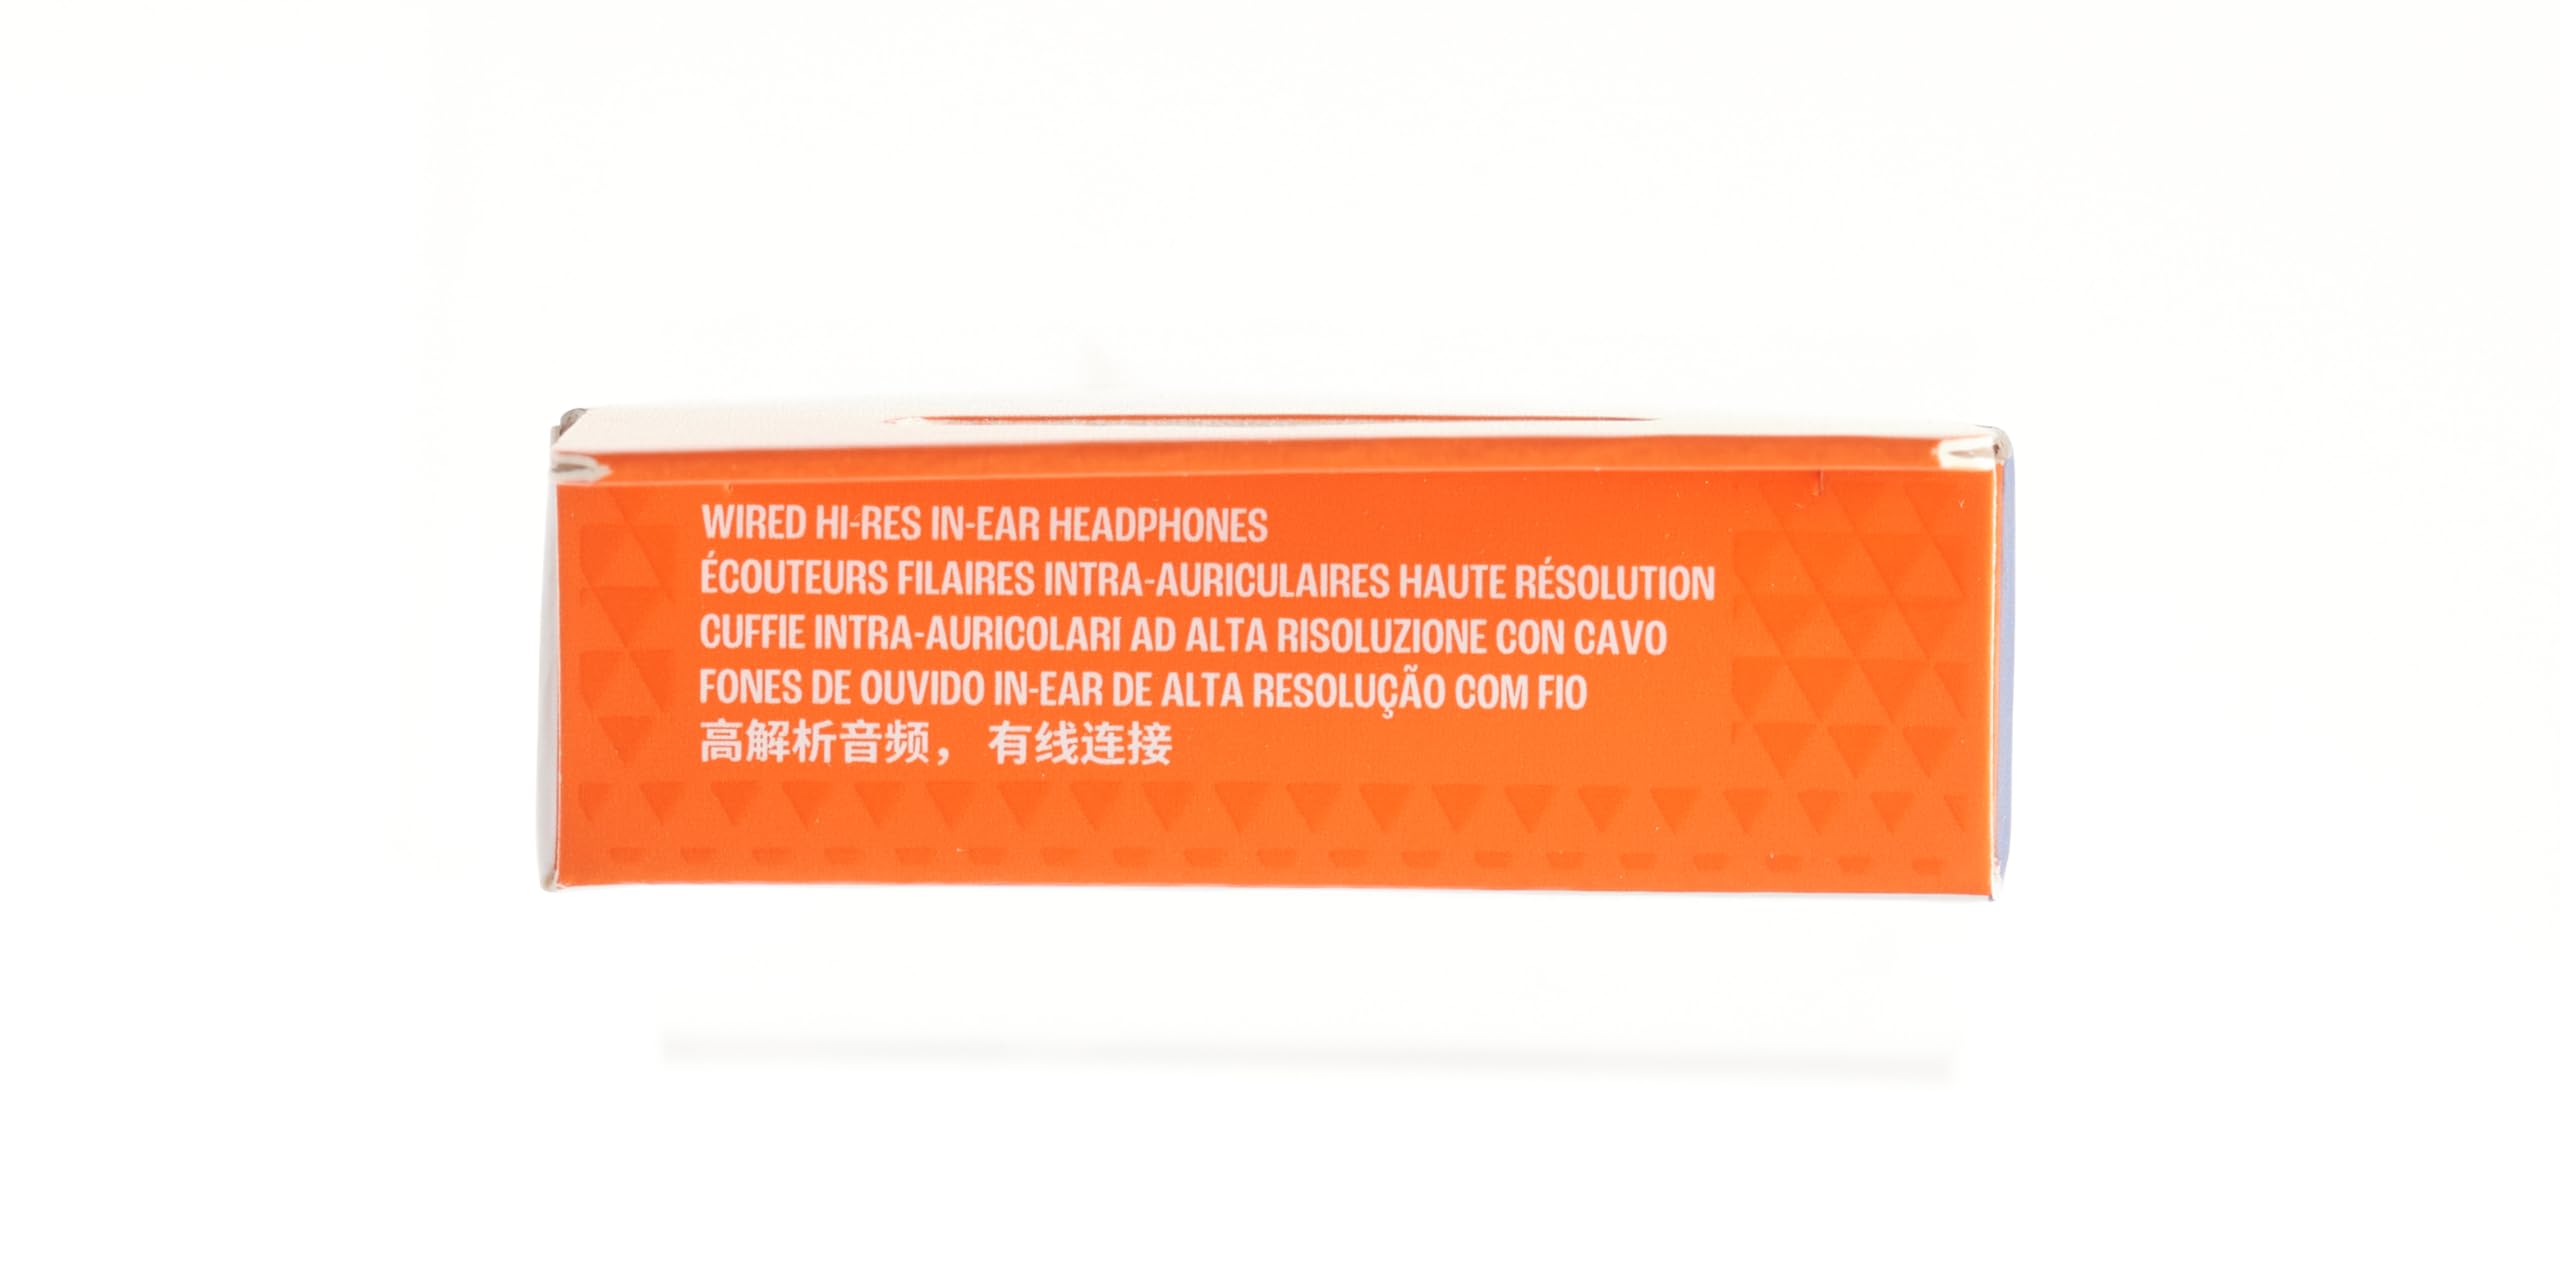 WIRED HI-RES IN-EAR HEADPHONES
ÉCOUTEURS FILAIRES INTRA-AURICULAIRES HAUTE RÉSOLUTION
CUFFIE INTRA-AURICOLARI AD ALTA RISOLUZIONE CON CAVO
FONES DE OUVIDO IN-EAR DE ALTA RESOLUÇÃO COM FIO
高解析音频， 有线连接